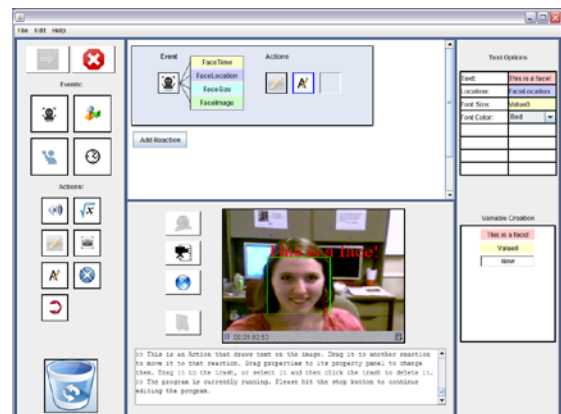 File Edit Help
Events:
Actions:
Event
FaceTime
FaceLocation
FaceSize
FaceImage
Actions
Add Reaction
This is a face!
00:01:02:52
>> This is an Action that draws text on the image. Drag it to another reaction
to move it to that reaction. Drag properties to its property panel to change
them. Drag it to the trash, or select it and then click the trash to delete it.
>> The program is currently running. Please hit the stop button to continue
editing the program.
Text Options
Text: This is a face!
Location: FaceLocation
Font Size: Value0
Font Color: Red
Variable Creation
This is a face!
Value0
New